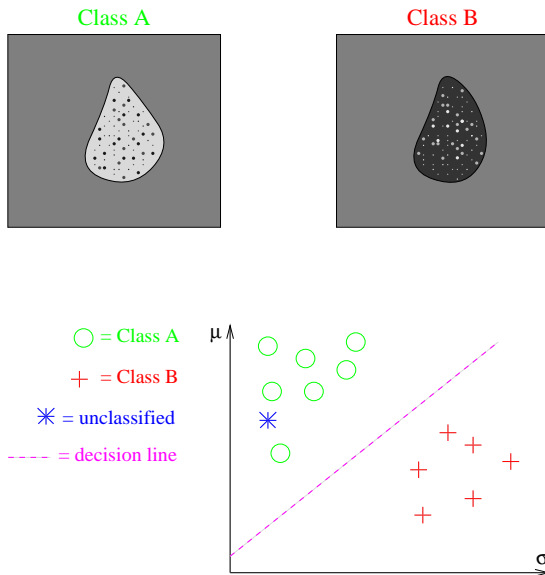 Class A
Class B
= Class A
= Class B
= unclassified
= decision line
μ
σ